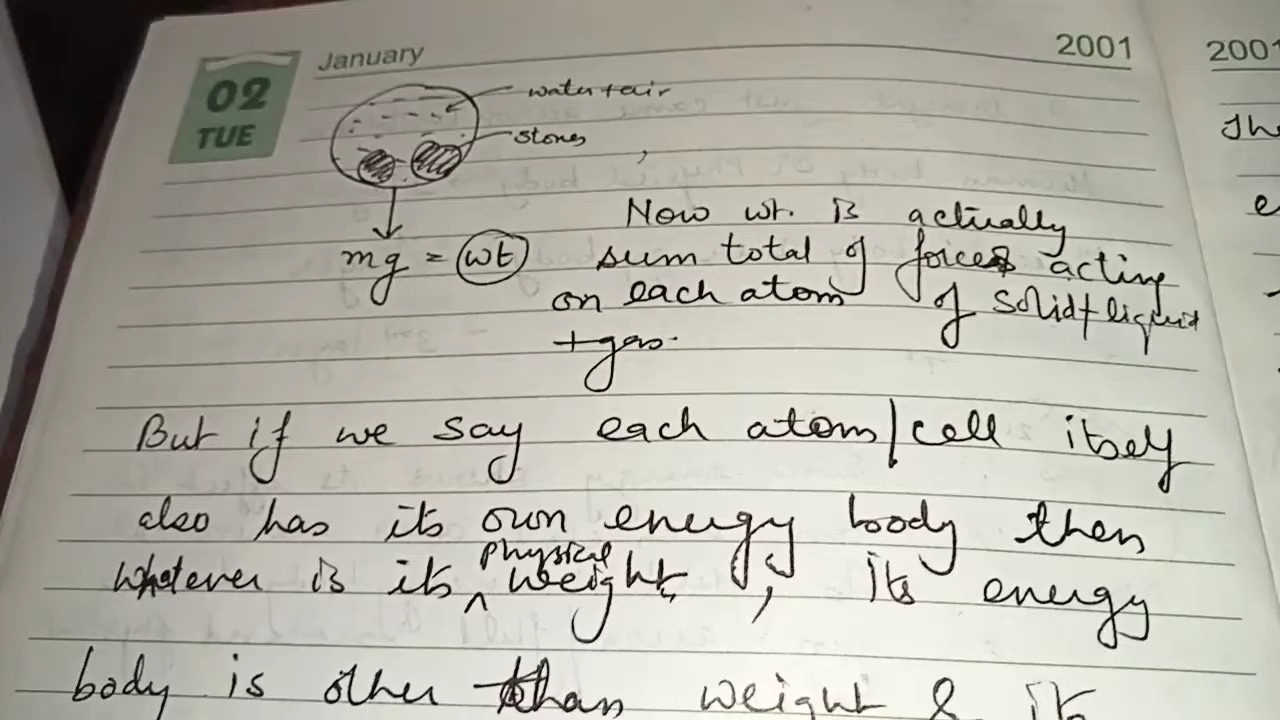 January
2001
02
TUE
water+air
stones
mg = wt
Now wt. is actually
sum total of forces acting
on each atom of solid+liquid
+gas.
But if we say each atom/cell itself
also has its own energy body then
whatever is its physical weight, its energy
body is other than weight & its
2001